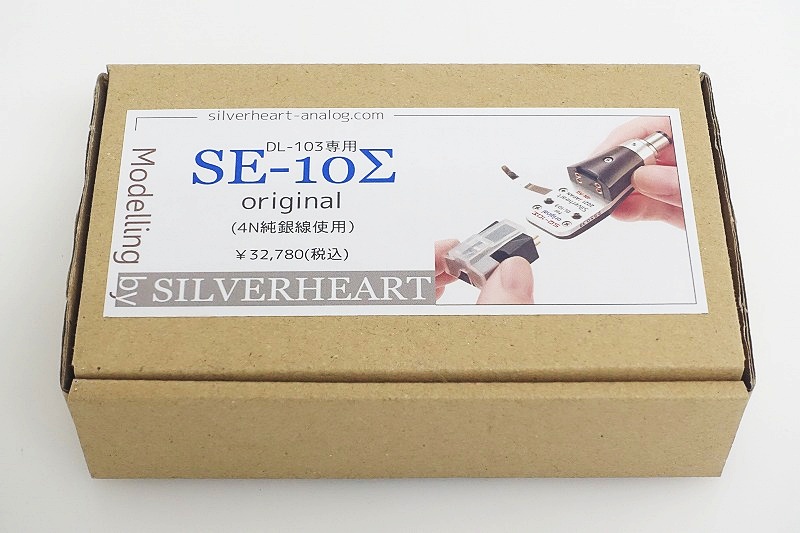 silverheart-analog.com
DL-103専用
SE-10Σ
original
(4N純銀線使用)
￥32,780(税込)
Modelling by SILVERHEART